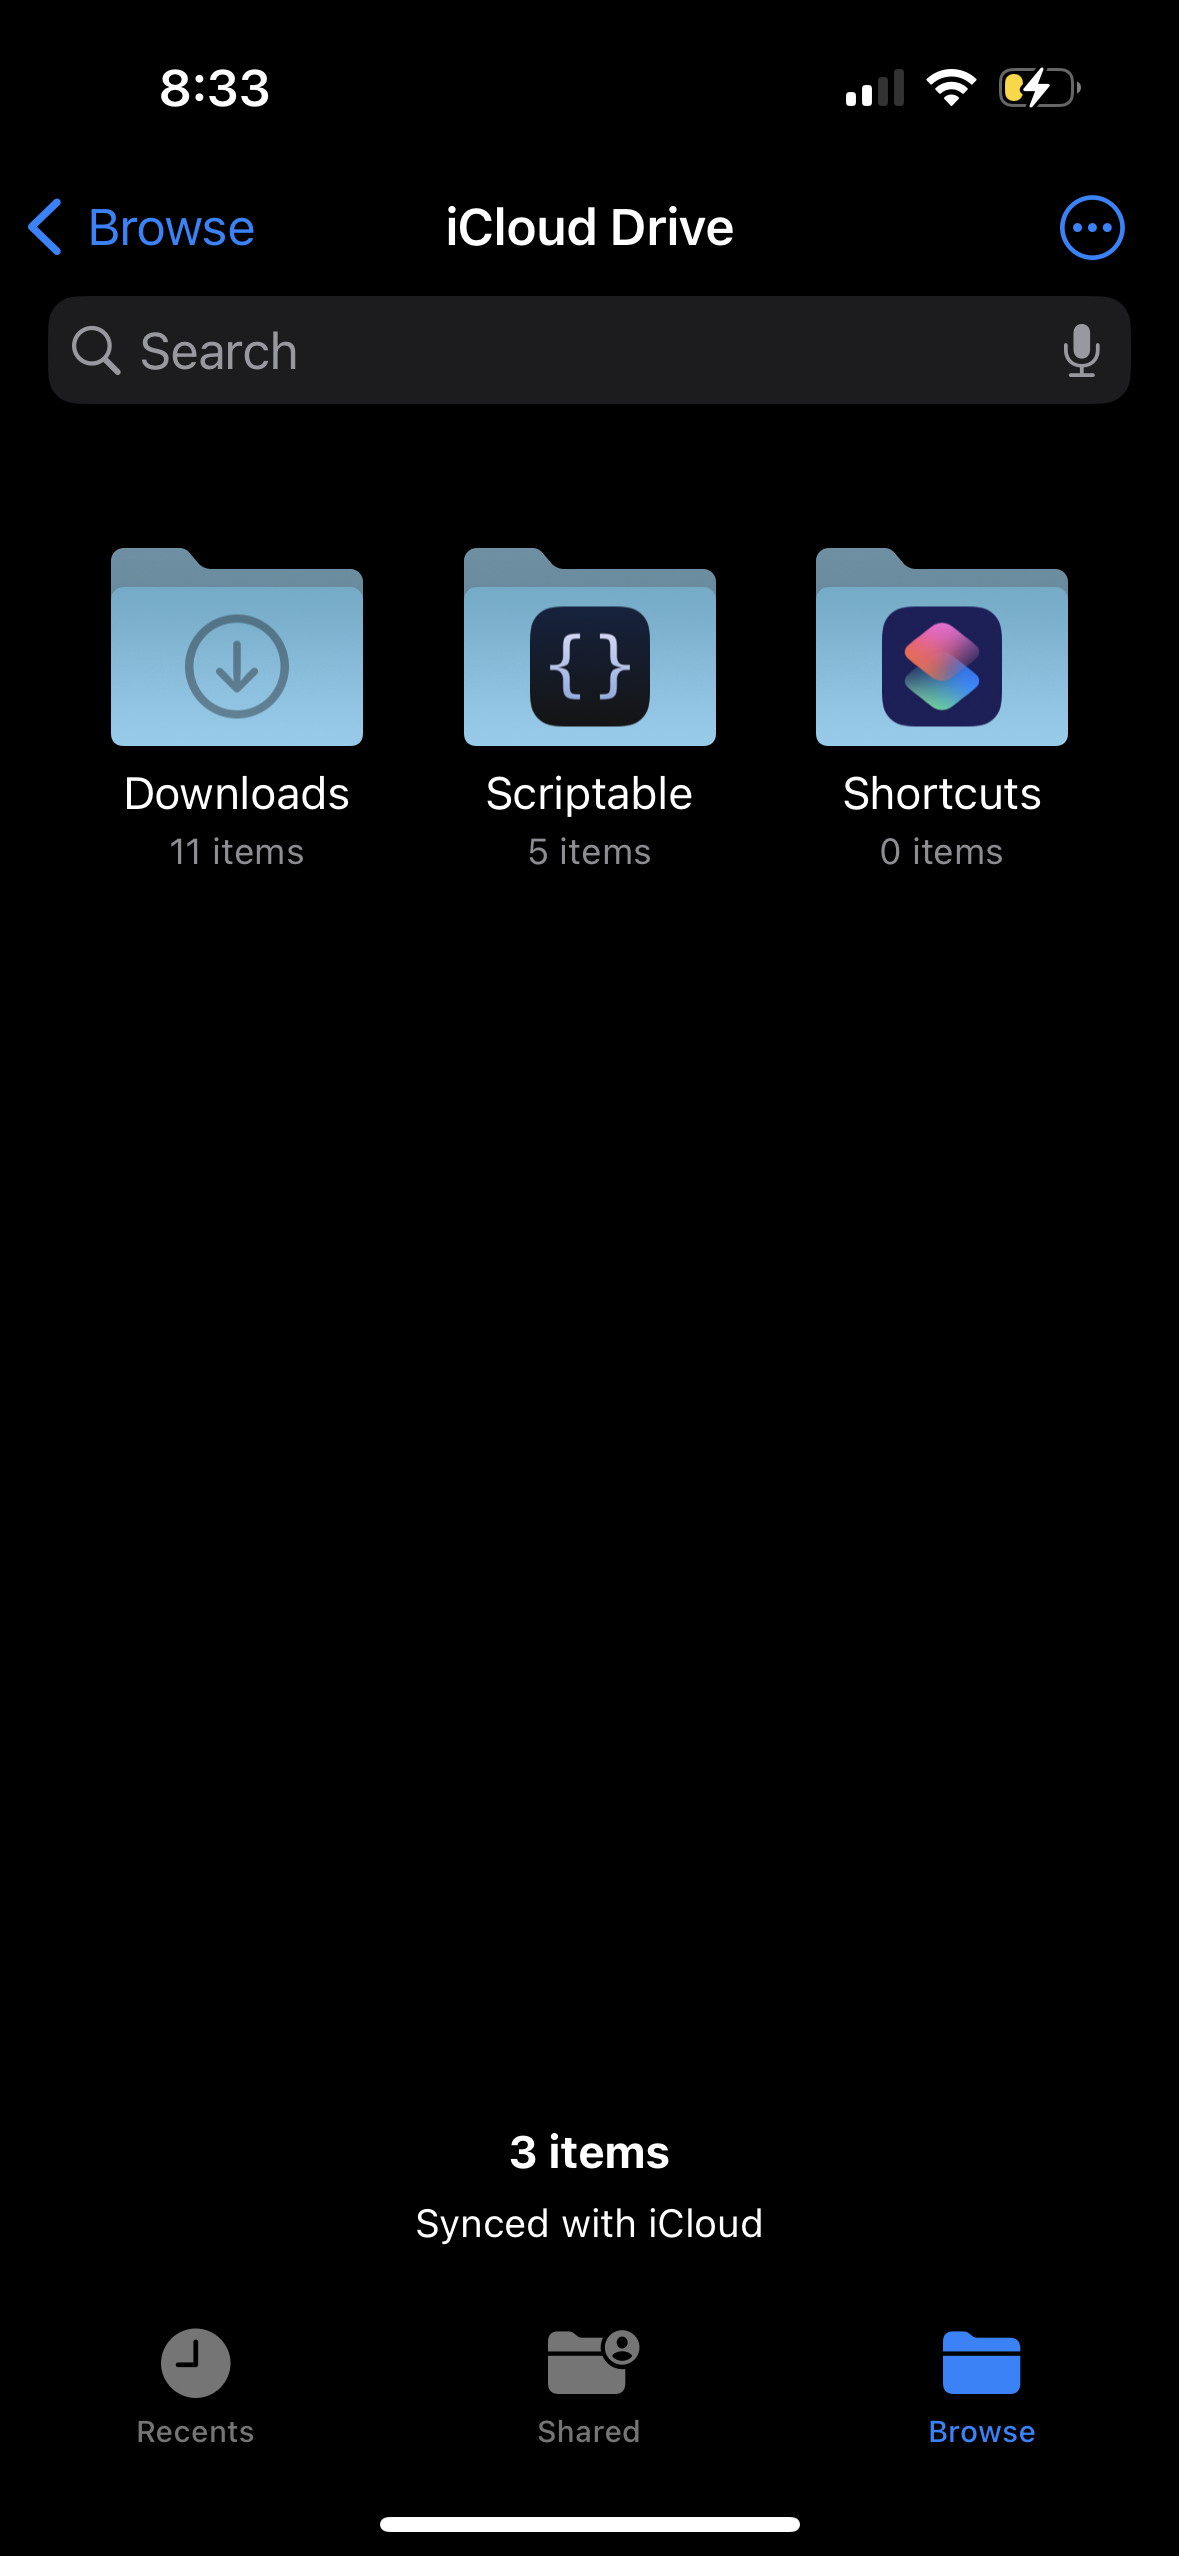 8:33
Browse
iCloud Drive
Search
{}
Downloads
Scriptable
Shortcuts
11 items
5 items
0 items
3 items
Synced with iCloud
Recents
Shared
Browse